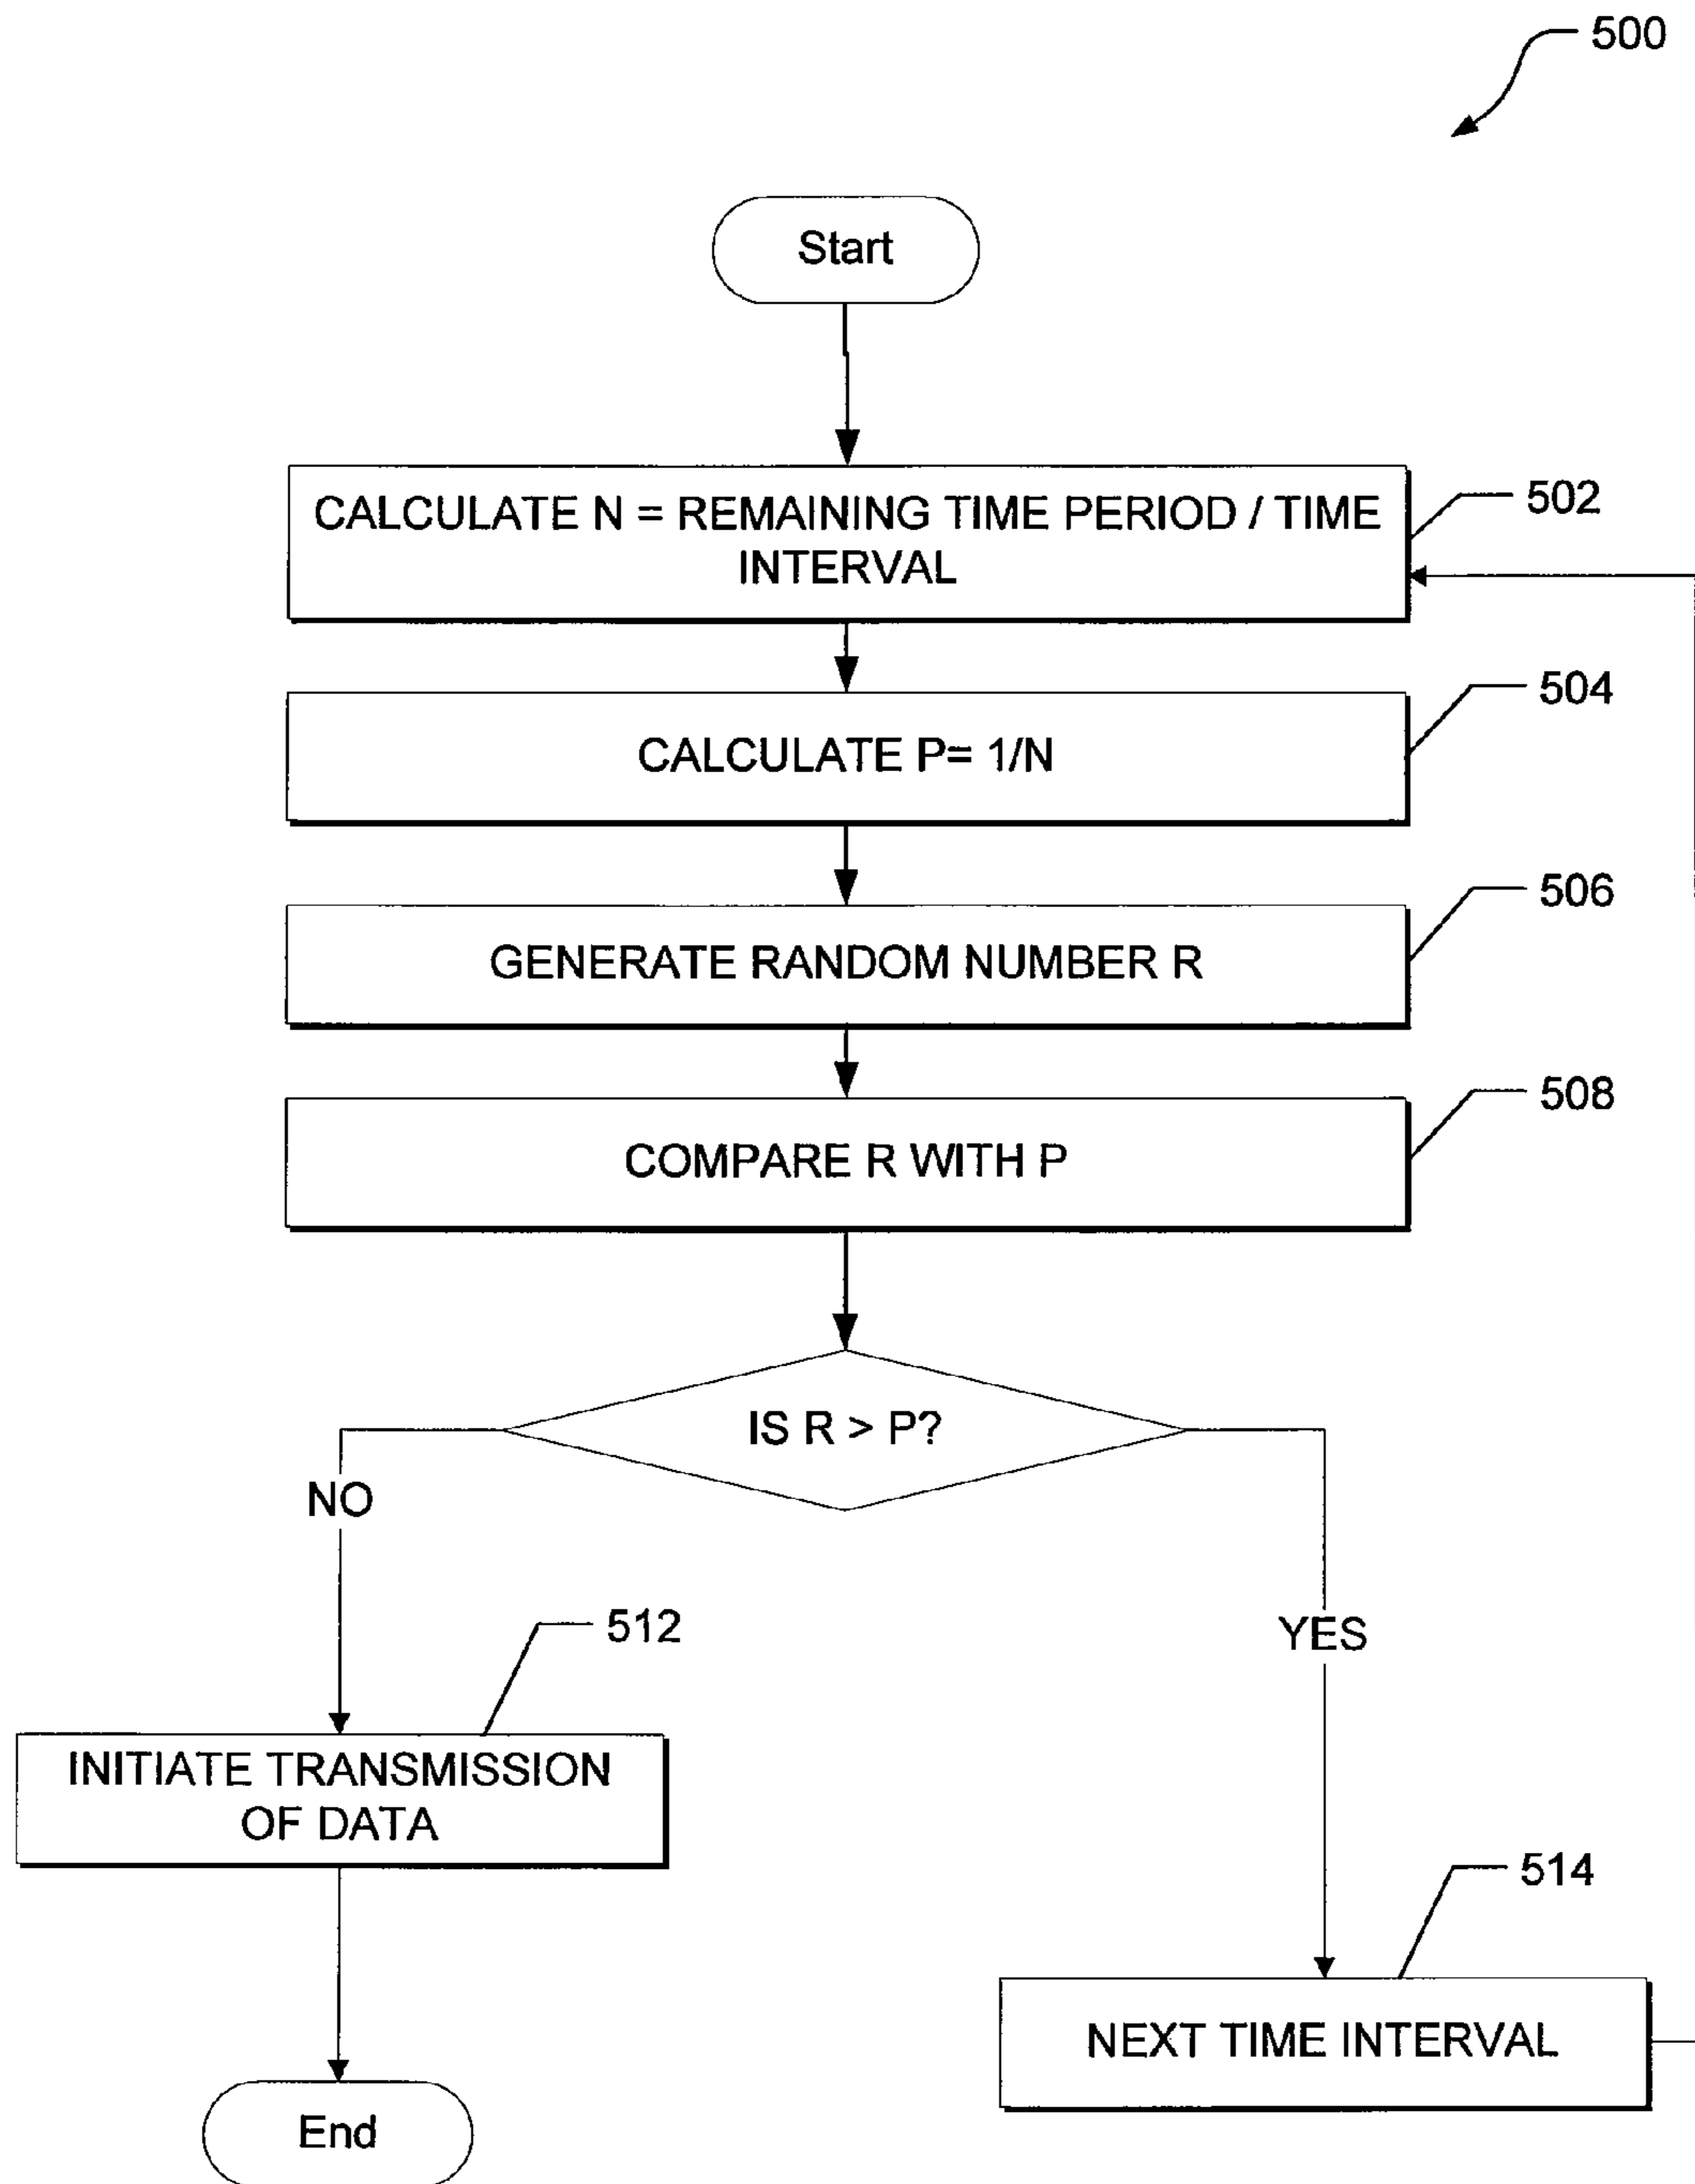 500
Start
CALCULATE N = REMAINING TIME PERIOD / TIME
INTERVAL
502
CALCULATE P= 1/N
504
GENERATE RANDOM NUMBER R
506
COMPARE R WITH P
508
IS R > P?
NO
YES
512
INITIATE TRANSMISSION
OF DATA
514
NEXT TIME INTERVAL
End